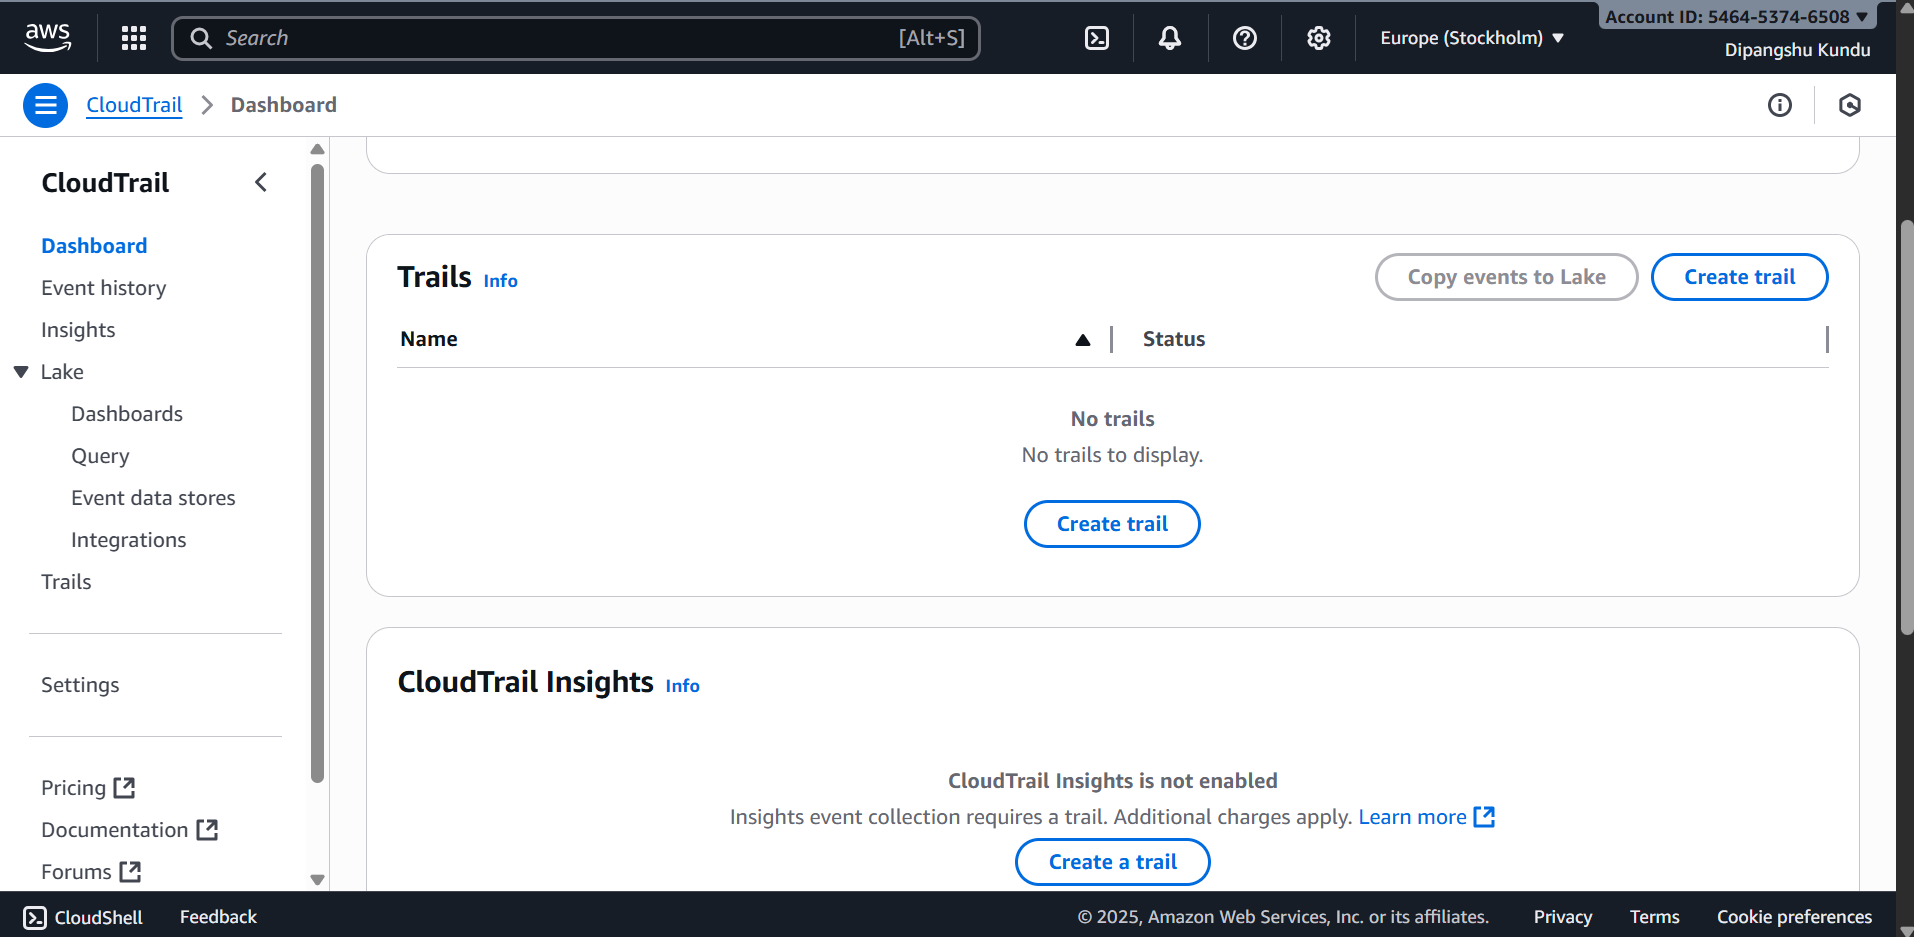 aws
Search
[Alt+S]
Europe (Stockholm)
Account ID: 5464-5374-6508
Dipangshu Kundu
CloudTrail
Dashboard
CloudTrail
Dashboard
Event history
Insights
Lake
Dashboards
Query
Event data stores
Integrations
Trails
Settings
Pricing
Documentation
Forums
Trails Info
Copy events to Lake
Create trail
Name
Status
No trails
No trails to display.
Create trail
CloudTrail Insights Info
CloudTrail Insights is not enabled
Insights event collection requires a trail. Additional charges apply. Learn more
Create a trail
CloudShell
Feedback
© 2025, Amazon Web Services, Inc. or its affiliates.
Privacy
Terms
Cookie preferences